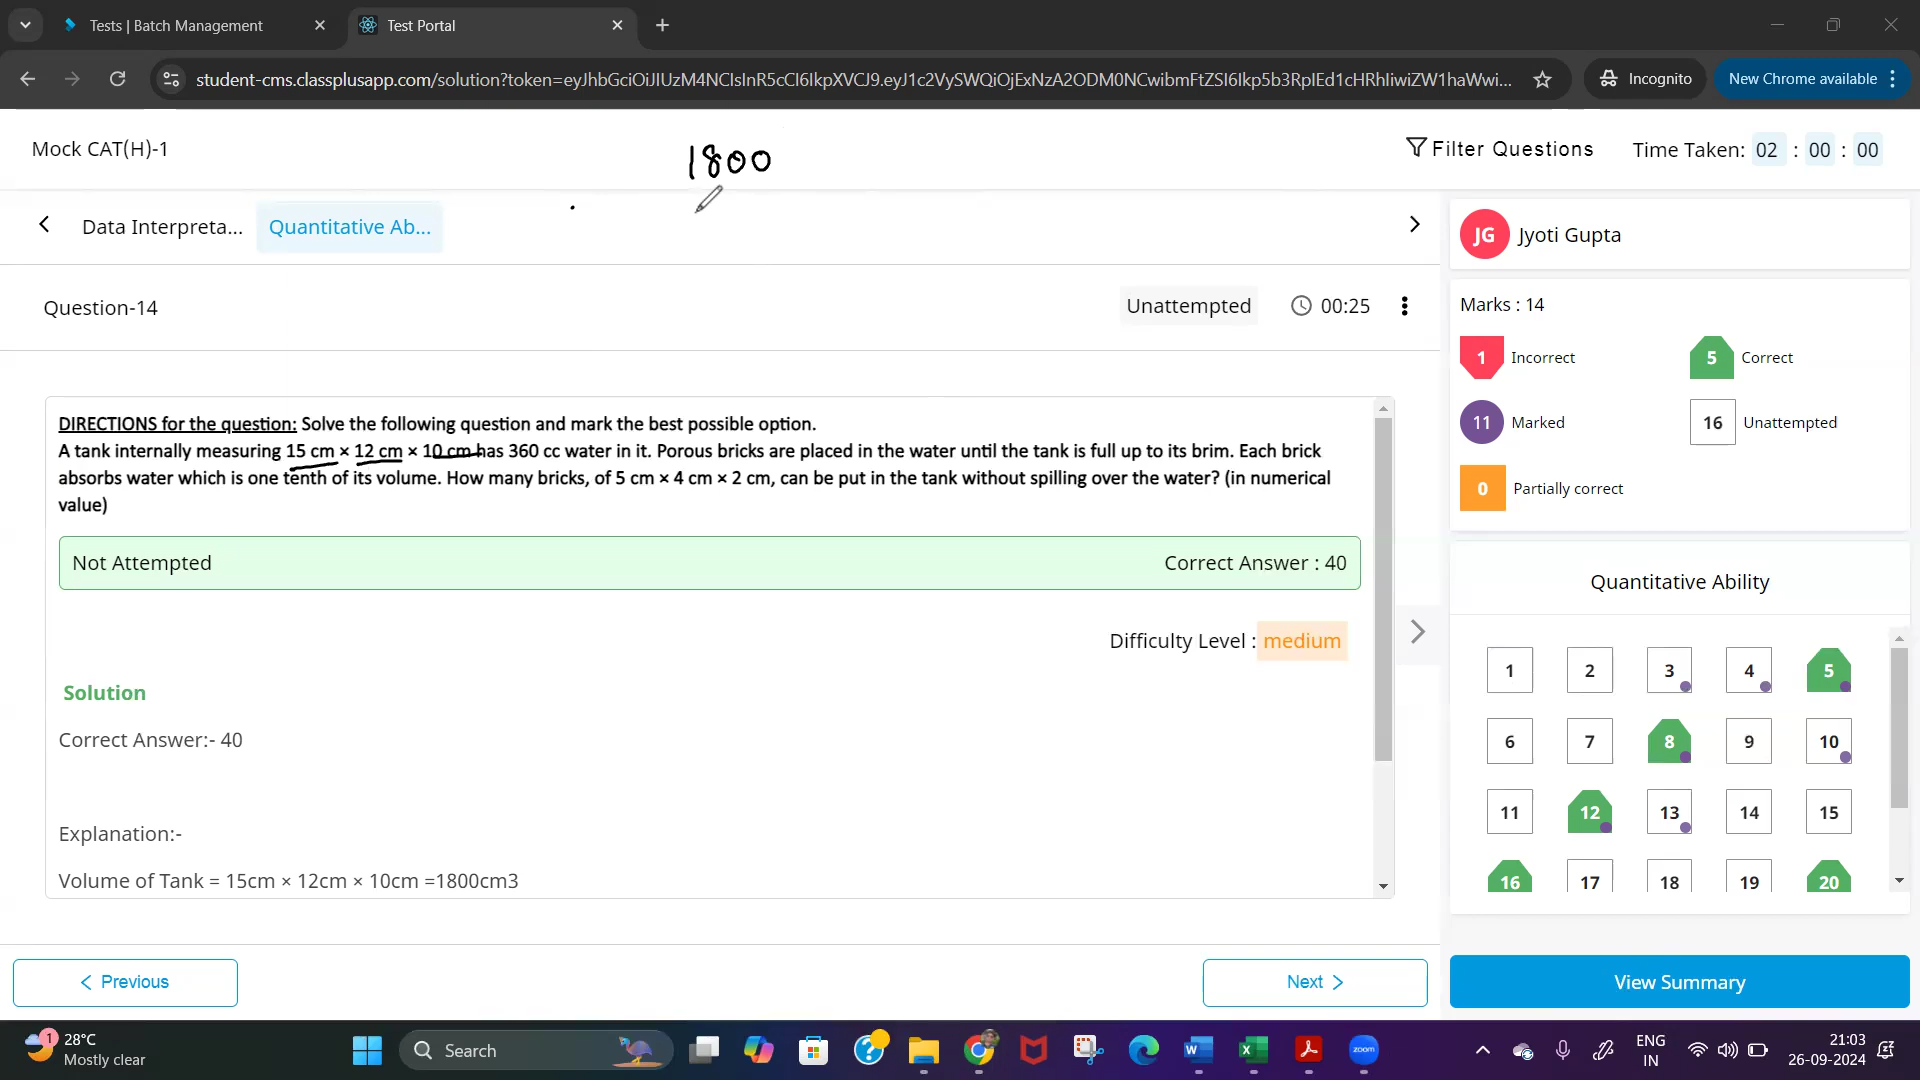 Tests | Batch Management
Test Portal
student-cms.classplusapp.com/solution?token=eyJhbGciOiJIUzM4NCIsInR5cCI6IkpXVCJ9.eyJ1c2VySWQiOjExNzA2ODM0NCwibmFtZSI6Ikp5b3RpIEd1cHRhIiwiZW1haWwi...
Incognito
New Chrome available
Mock CAT(H)-1
1800
Filter Questions
Time Taken: 02 : 00 : 00
Data Interpreta...
Quantitative Ab...
JG
Jyoti Gupta
Question-14
Unattempted
00:25
Marks : 14
1 Incorrect
5 Correct
11 Marked
16 Unattempted
0 Partially correct
DIRECTIONS for the question: Solve the following question and mark the best possible option.
A tank internally measuring 15 cm × 12 cm × 10 cm has 360 cc water in it. Porous bricks are placed in the water until the tank is full up to its brim. Each brick
absorbs water which is one tenth of its volume. How many bricks, of 5 cm × 4 cm × 2 cm, can be put in the tank without spilling over the water? (in numerical
value)
Not Attempted
Correct Answer : 40
Difficulty Level : medium
Solution
Correct Answer:- 40
Explanation:-
Volume of Tank = 15cm × 12cm × 10cm =1800cm3
Quantitative Ability
1 2 3 4 5
6 7 8 9 10
11 12 13 14 15
16 17 18 19 20
Previous
Next
View Summary
1
28°C
Mostly clear
Search
zoom
ENG
IN
21:03
26-09-2024